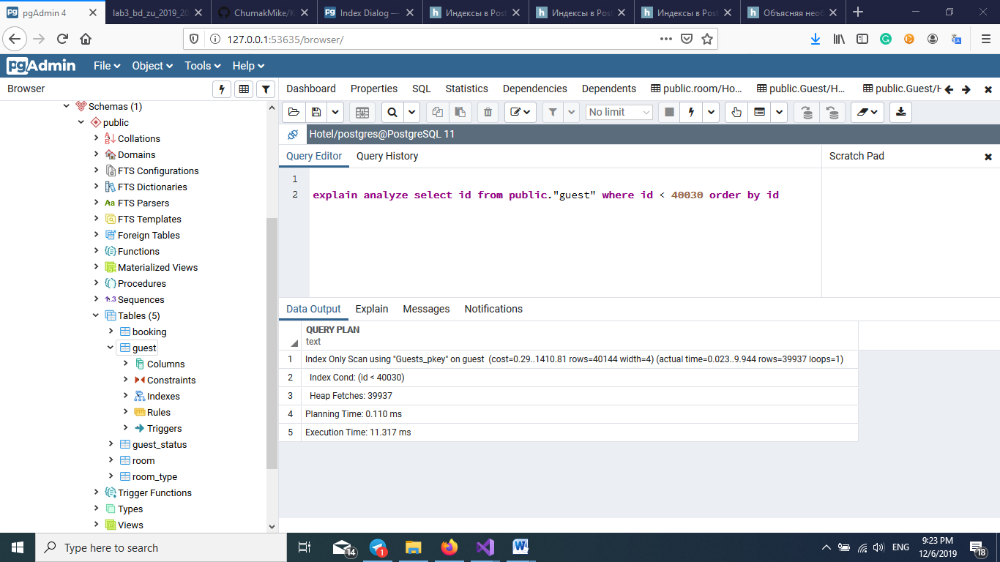 pgAdmin 4
lab3_bd_zu_2019_20
ChumakMike/K
Index Dialog —
Индексы в Post
Индексы в Post
Индексы в Post
Объясняя необ
127.0.0.1:53635/browser/
pgAdmin File Object Tools Help
Browser
Dashboard Properties SQL Statistics Dependencies Dependents public.room/Ho... public.Guest/H... public.Guest/H
Schemas (1)
public
Collations
Domains
FTS Configurations
FTS Dictionaries
FTS Parsers
FTS Templates
Foreign Tables
Functions
Materialized Views
Procedures
Sequences
Tables (5)
booking
guest
Columns
Constraints
Indexes
Rules
Triggers
guest_status
room
room_type
Trigger Functions
Types
Views
No limit
Hotel/postgres@PostgreSQL 11
Query Editor Query History
Scratch Pad
1
2 explain analyze select id from public."guest" where id < 40030 order by id
Data Output Explain Messages Notifications
QUERY PLAN
text
1 Index Only Scan using "Guests_pkey" on guest (cost=0.29..1410.81 rows=40144 width=4) (actual time=0.023..9.944 rows=39937 loops=1)
2 Index Cond: (id < 40030)
3 Heap Fetches: 39937
4 Planning Time: 0.110 ms
5 Execution Time: 11.317 ms
Type here to search
14
1
ENG
9:23 PM
12/6/2019
18